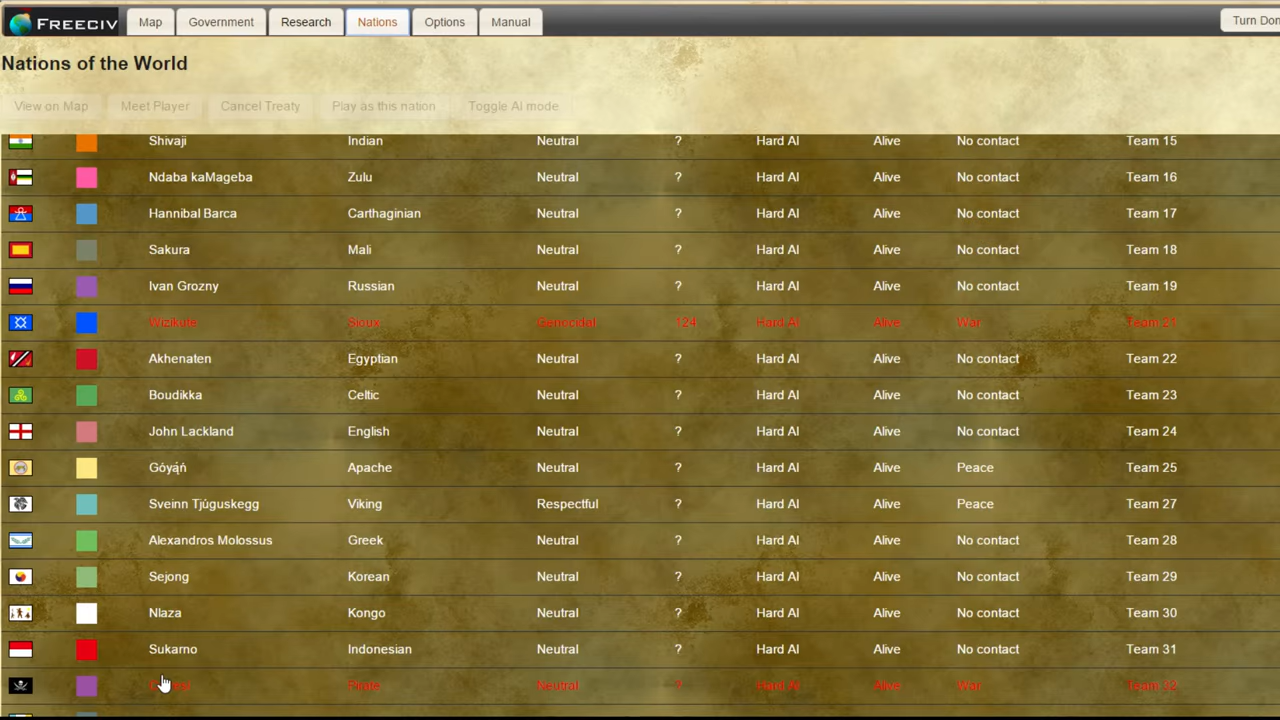 FREECIV Map Government Research Nations Options Manual Turn Don
Nations of the World
View on Map Meet Player Cancel Treaty Play as this nation Toggle AI mode
Shivaji Indian Neutral ? Hard AI Alive No contact Team 15
Ndaba kaMageba Zulu Neutral ? Hard AI Alive No contact Team 16
Hannibal Barca Carthaginian Neutral ? Hard AI Alive No contact Team 17
Sakura Mali Neutral ? Hard AI Alive No contact Team 18
Ivan Grozny Russian Neutral ? Hard AI Alive No contact Team 19
Wizikute Sioux Genocidal 124 Hard AI Alive War Team 21
Akhenaten Egyptian Neutral ? Hard AI Alive No contact Team 22
Boudikka Celtic Neutral ? Hard AI Alive No contact Team 23
John Lackland English Neutral ? Hard AI Alive No contact Team 24
Góyąń Apache Neutral ? Hard AI Alive Peace Team 25
Sveinn Tjúguskegg Viking Respectful ? Hard AI Alive Peace Team 27
Alexandros Molossus Greek Neutral ? Hard AI Alive No contact Team 28
Sejong Korean Neutral ? Hard AI Alive No contact Team 29
Nlaza Kongo Neutral ? Hard AI Alive No contact Team 30
Sukarno Indonesian Neutral ? Hard AI Alive No contact Team 31
Pirate Neutral ? Hard AI Alive War Team 32